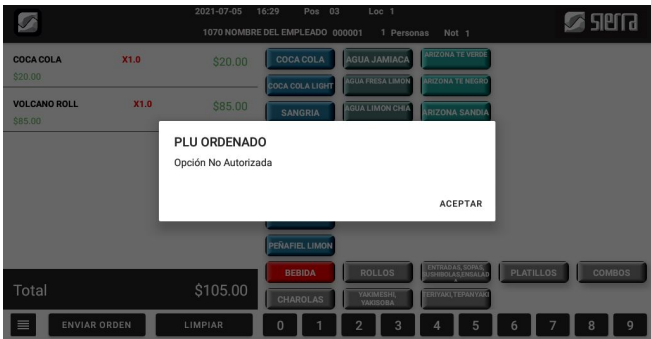 2021-07-05 16:29 Pos 03 Loc 1
1070 NOMBRE DEL EMPLEADO 000001 1 Personas Not 1
sierra
COCA COLA X1.0 $20.00
$20.00
VOLCANO ROLL X1.0 $85.00
$85.00
COCA COLA AGUA JAMIACA ARIZONA TE VERDE
COCA COLA LIGHT AGUA FRESA LIMON ARIZONA TE NEGRO
SANGRIA AGUA LIMON CHIA ARIZONA SANDIA
PLU ORDENADO
Opción No Autorizada
ACEPTAR
PEÑAFIEL LIMON
BEBIDA ROLLOS ENTRADAS, SOPAS, PLATILLOS COMBOS
CHAROLAS YAKIMESHI, YAKISOBA TERIYAKI, TEPANYAKI
Total $105.00
ENVIAR ORDEN LIMPIAR 0 1 2 3 4 5 6 7 8 9